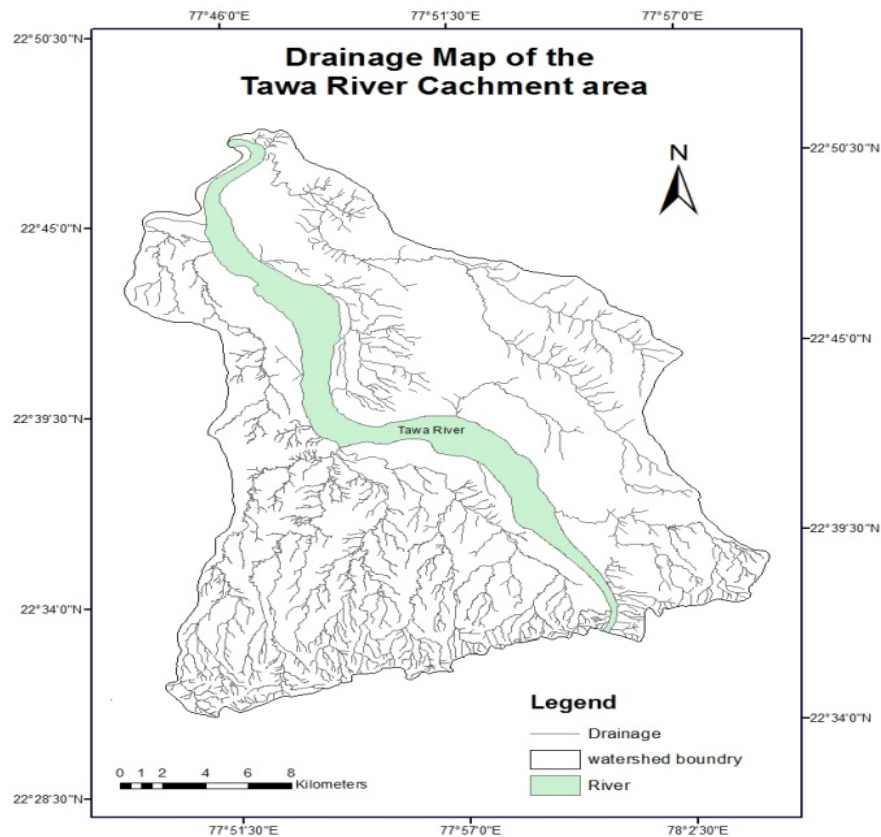 77°46'0"E 77°51'30"E 77°57'0"E
22°50'30"N
Drainage Map of the
Tawa River Cachment area
N
22°50'30"N
22°45'0"N
22°45'0"N
22°39'30"N
Tawa River
22°39'30"N
22°34'0"N
Legend
22°34'0"N
Drainage
watershed boundry
River
0 1 2 4 6 8
Kilometers
22°28'30"N
77°51'30"E 77°57'0"E 78°2'30"E